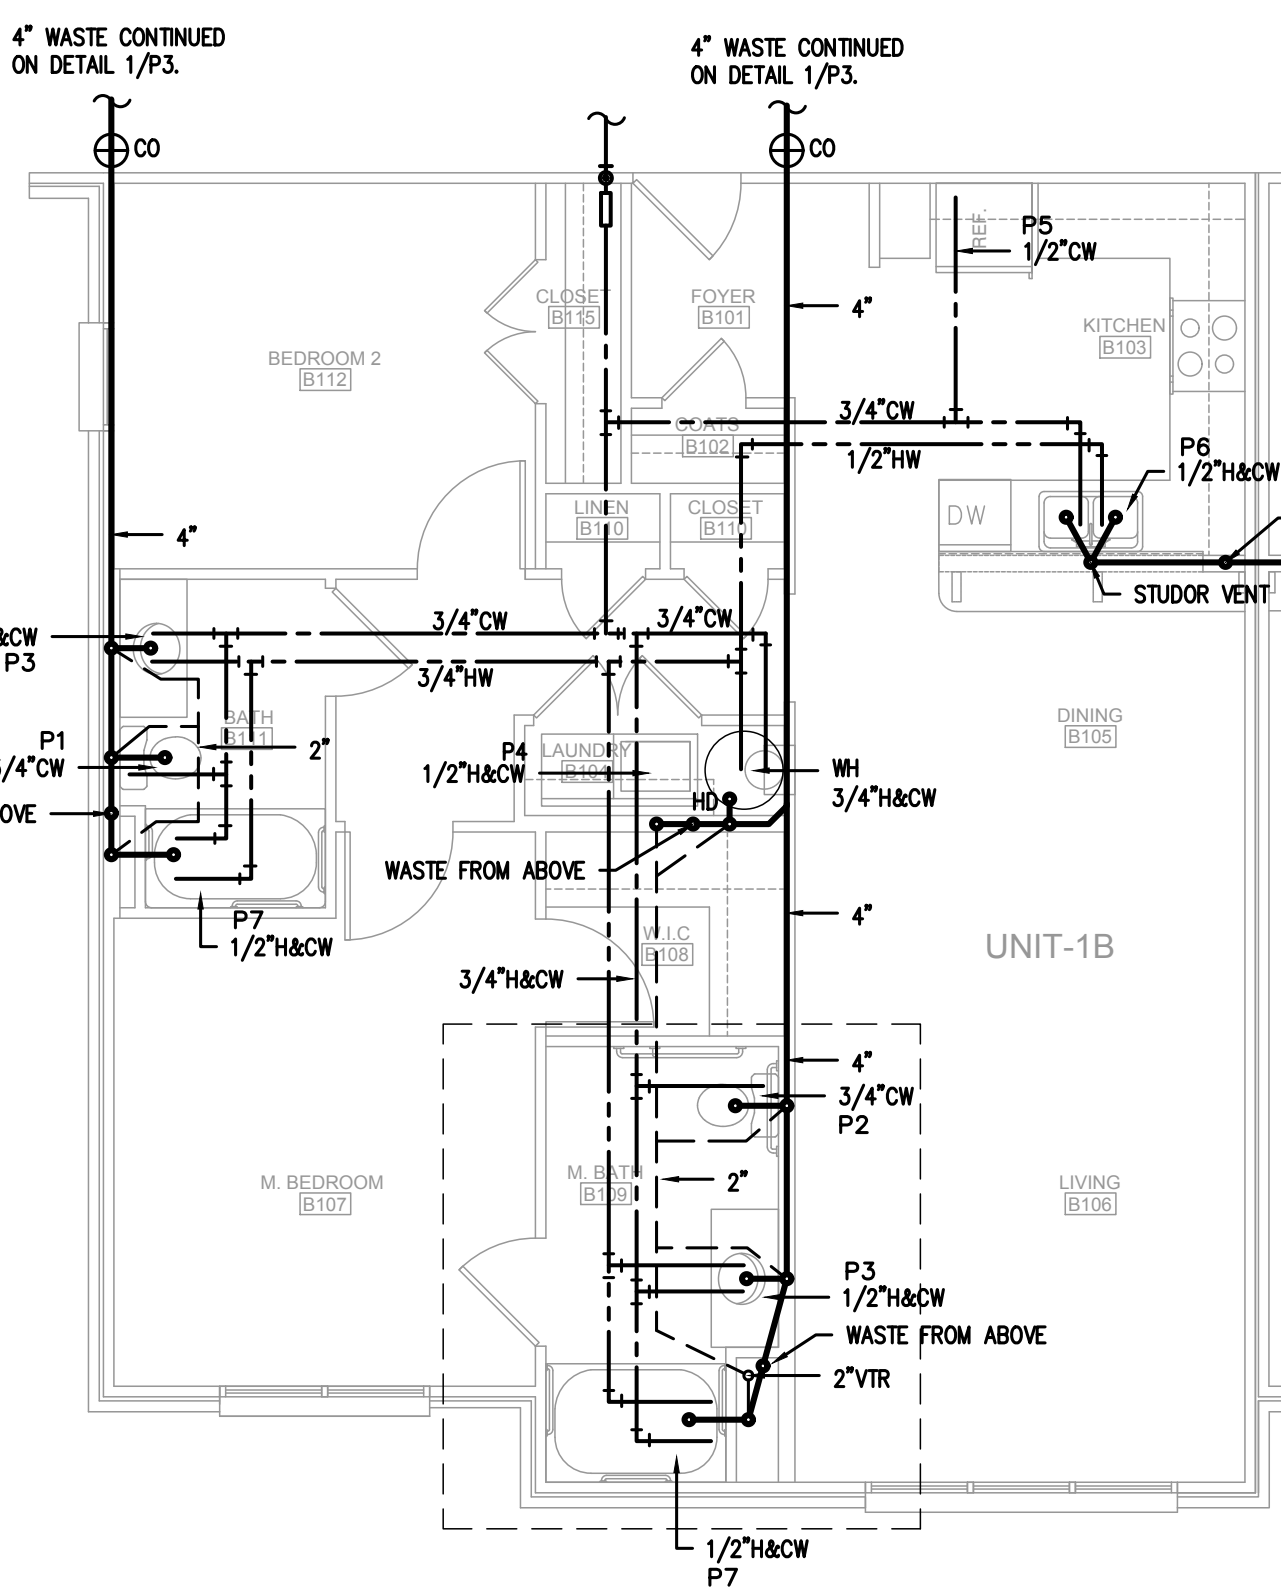 4" WASTE CONTINUED
ON DETAIL 1/P3.
4" WASTE CONTINUED
ON DETAIL 1/P3.
CO
CO
P5
1/2"CW
REF.
CLOSET
B115
FOYER
B101
4"
KITCHEN
B103
BEDROOM 2
B112
3/4"CW
COATS
B102
1/2"HW
P6
1/2"H&CW
LINEN
B110
CLOSET
B110
DW
4"
STUDOR VENT
3/4"CW
3/4"CW
&CW
P3
3/4"HW
BATH
B111
2"
DINING
B105
P1
3/4"CW
P4
1/2"H&CW
LAUNDRY
B104
WH
3/4"H&CW
HD
OVE
WASTE FROM ABOVE
P7
1/2"H&CW
4"
W.I.C
B108
UNIT-1B
3/4"H&CW
4"
3/4"CW
P2
M. BEDROOM
B107
M. BATH
B109
2"
LIVING
B106
P3
1/2"H&CW
WASTE FROM ABOVE
2"VTR
1/2"H&CW
P7